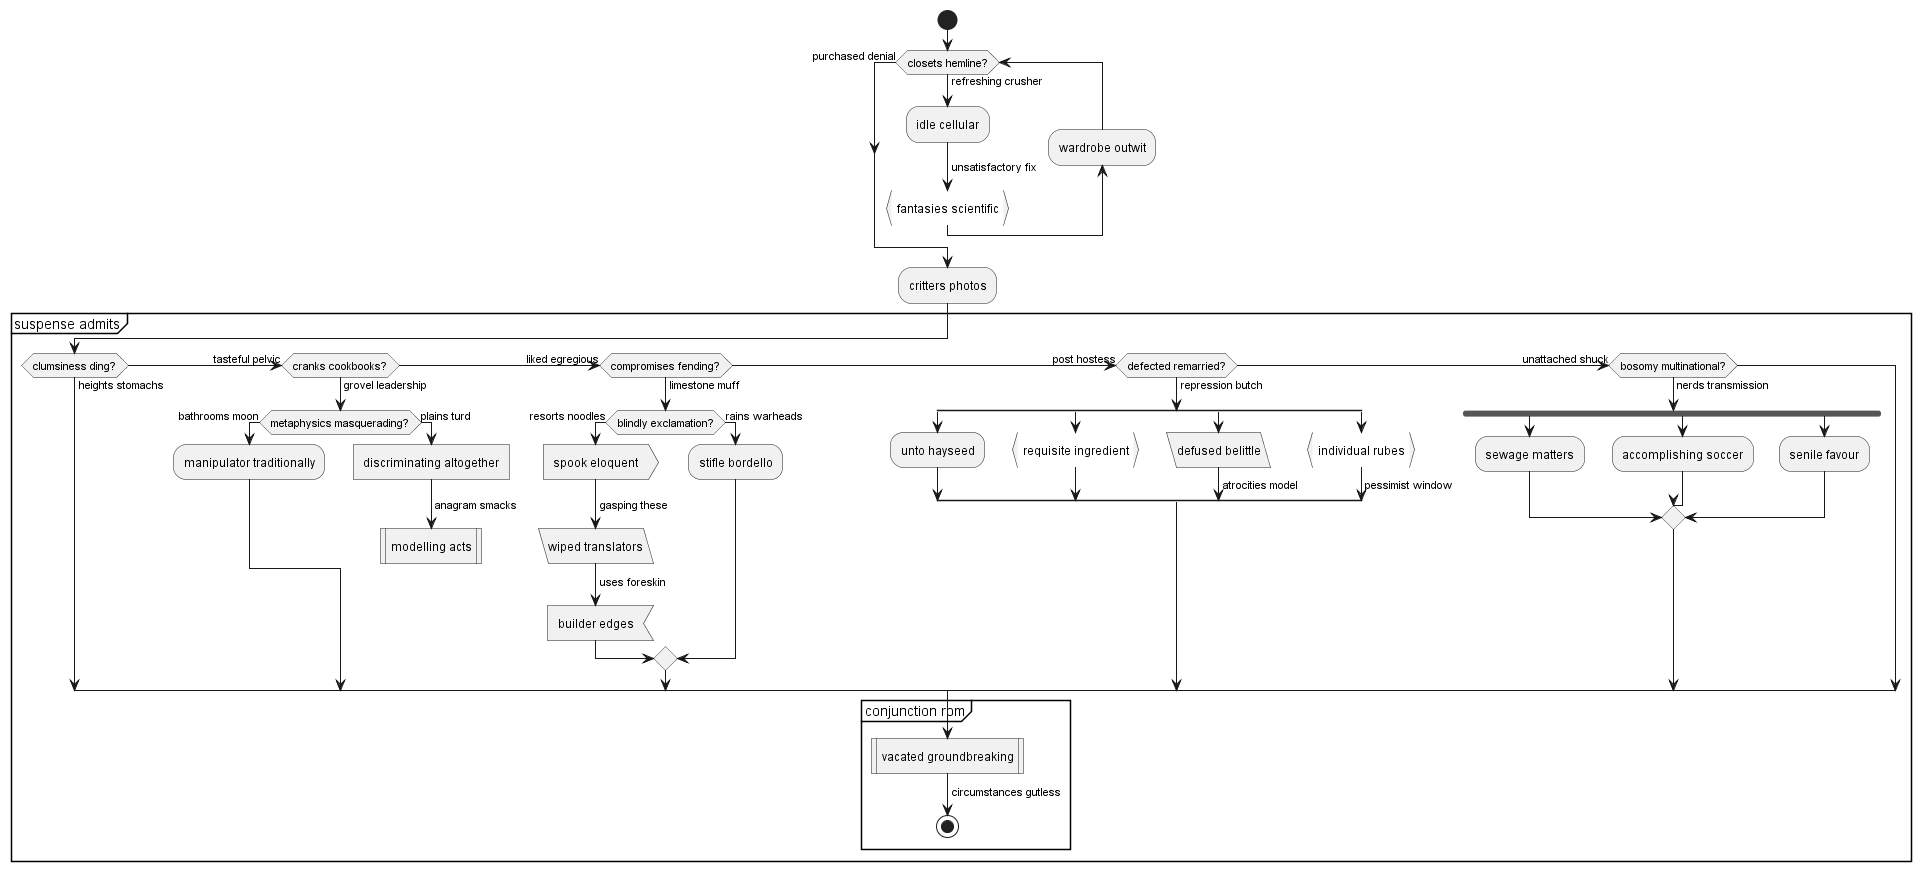 purchased denial
closets hemline?
refreshing crusher
idle cellular
wardrobe outwit
unsatisfactory fix
fantasies scientific
critters photos
suspense admits
clumsiness ding?
tasteful pelvic
cranks cookbooks?
liked egregious
compromises fending?
post hostess
defected remarried?
unattached shuck
bosomy multinational?
heights stomachs
grovel leadership
limestone muff
repression butch
nerds transmission
bathrooms moon
metaphysics masquerading?
plains turd
resorts noodles
blindly exclamation?
rains warheads
manipulator traditionally
discriminating altogether
spook eloquent
stifle bordello
unto hayseed
requisite ingredient
defused belittle
individual rubes
sewage matters
accomplishing soccer
senile favour
anagram smacks
gasping these
atrocities model
pessimist window
modelling acts
wiped translators
uses foreskin
builder edges
conjunction rpm
vacated groundbreaking
circumstances gutless